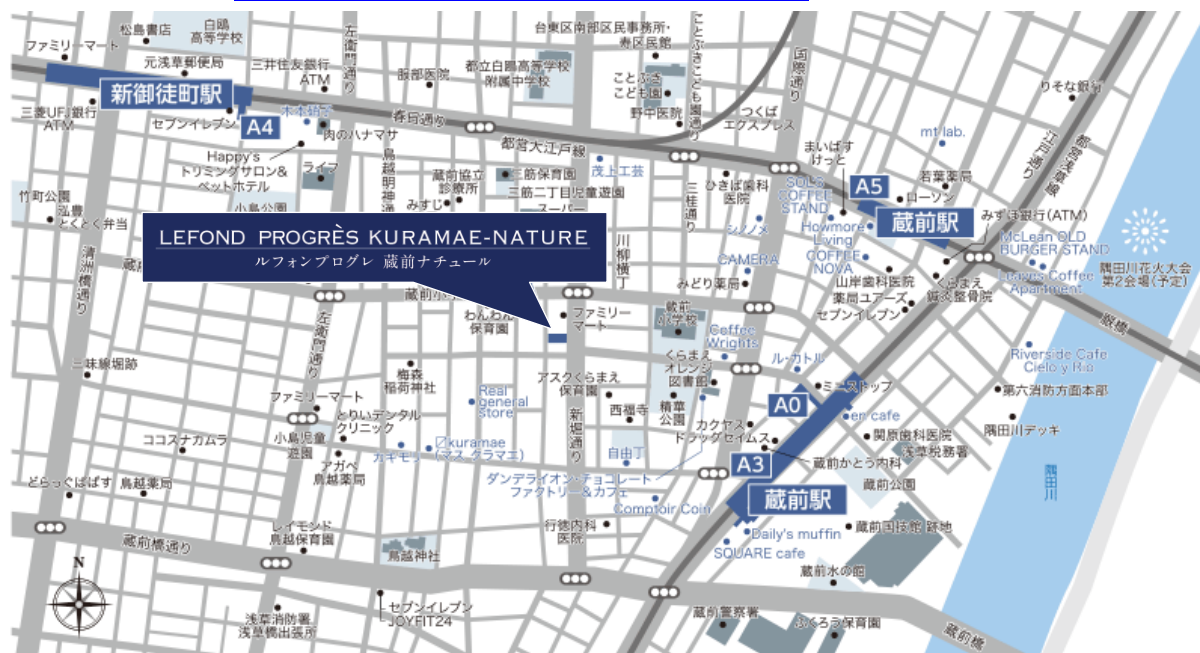 松島書店
白鴎
高等学校
ファミリーマート
元浅草郵便局
三井住友銀行
ATM
左衛門通り
服部医院
都立白鴎高等学校
附属中学校
台東区南部区民事務所・
寿区民館
ことぶき
こども園
野中医院
ことぶきこども園通り
国際通り
つくば
エクスプレス
りそな銀行
新御徒町駅
三菱UFJ銀行
ATM
セブンイレブン
A4
肉のハナマサ
春日通り
都営大江戸線
Happy's
トリミングサロン&
ペットホテル
ライフ
小島公園
鳥越明神通り
蔵前協立
診療所
みすじ
三筋保育園
三筋二丁目児童遊園
スーパー
茂上工芸
三桂通り
ひきば歯科
医院
まいばす
けっと
SOL'S
COFFEE
STAND
A5
ローソン
若葉薬局
mt lab.
江戸通り
都営浅草線
蔵前駅
みずほ銀行(ATM)
McLean OLD
BURGER STAND
Leaves Coffee
Apartment
隅田川花火大会
第2会場(予定)
竹町公園
泓豊
とくとく弁当
清洲橋通り
LEFOND PROGRÈS KURAMAE-NATURE
ルフォンプログレ 蔵前ナチュール
川柳横丁
シノノメ
CAMERA
みどり薬局
Howmore
Living
COFFEE
NOVA
山岸歯科医院
薬局ユアーズ
セブンイレブン
くらまえ
鍼灸整骨院
厩橋
わんわん
保育園
ファミリー
マート
蔵前
小学校
Coffee
Wrights
左衛門通り
三味線堀跡
梅森
稲荷神社
アスクくらまえ
保育園
くらまえ
オレンジ
図書館
ル・カトル
ミニストップ
Riverside Cafe
Cielo y Rio
第六消防方面本部
ファミリーマート
とりいデンタル
クリニック
Real
general
store
西福寺
精華
公園
A0
en cafe
隅田川デッキ
ココスナカムラ
小島児童
遊園
アガペ
鳥越薬局
カキモリ
kuramae
(マス クラマエ)
新堀通り
カクヤス
ドラッグセイムス
関原歯科医院
浅草税務署
自由丁
A3
蔵前かとう内科
蔵前公園
隅田川
どらっぐぱぱす
鳥越薬局
ダンデライオン・チョコレート
ファクトリー&カフェ
Comptoir Coin
蔵前駅
レイモンド
鳥越保育園
行徳内科
医院
Daily's muffin
SQUARE cafe
蔵前国技館 跡地
蔵前橋通り
鳥越神社
蔵前水の館
N
浅草消防署
浅草橋出張所
セブンイレブン
JOYFIT24
蔵前警察署
ふくろう保育園
蔵前橋